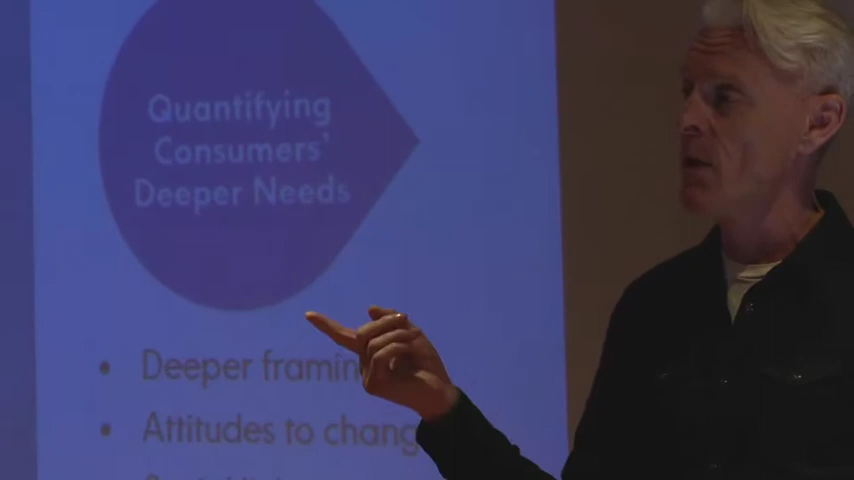 Quantifying
Consumers'
Deeper Needs
• Deeper framin
• Attitudes to chang